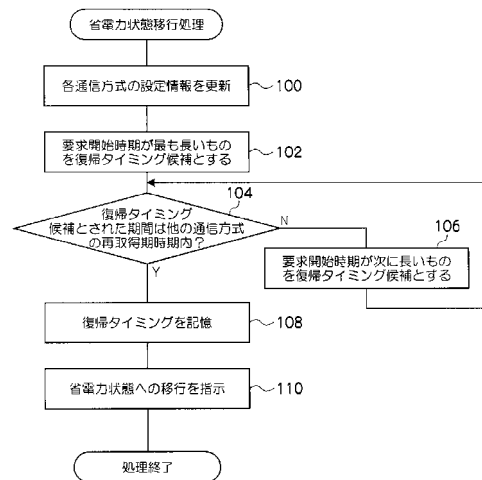 省電力状態移行処理
各通信方式の設定情報を更新
100
要求開始時期が最も長いもの
を復帰タイミング候補とする
102
104
復帰タイミング
候補とされた期間は他の通信方式
の再取得期時期内？
N
Y
106
要求開始時期が次に長いもの
を復帰タイミング候補とする
復帰タイミングを記憶
108
省電力状態への移行を指示
110
処理終了